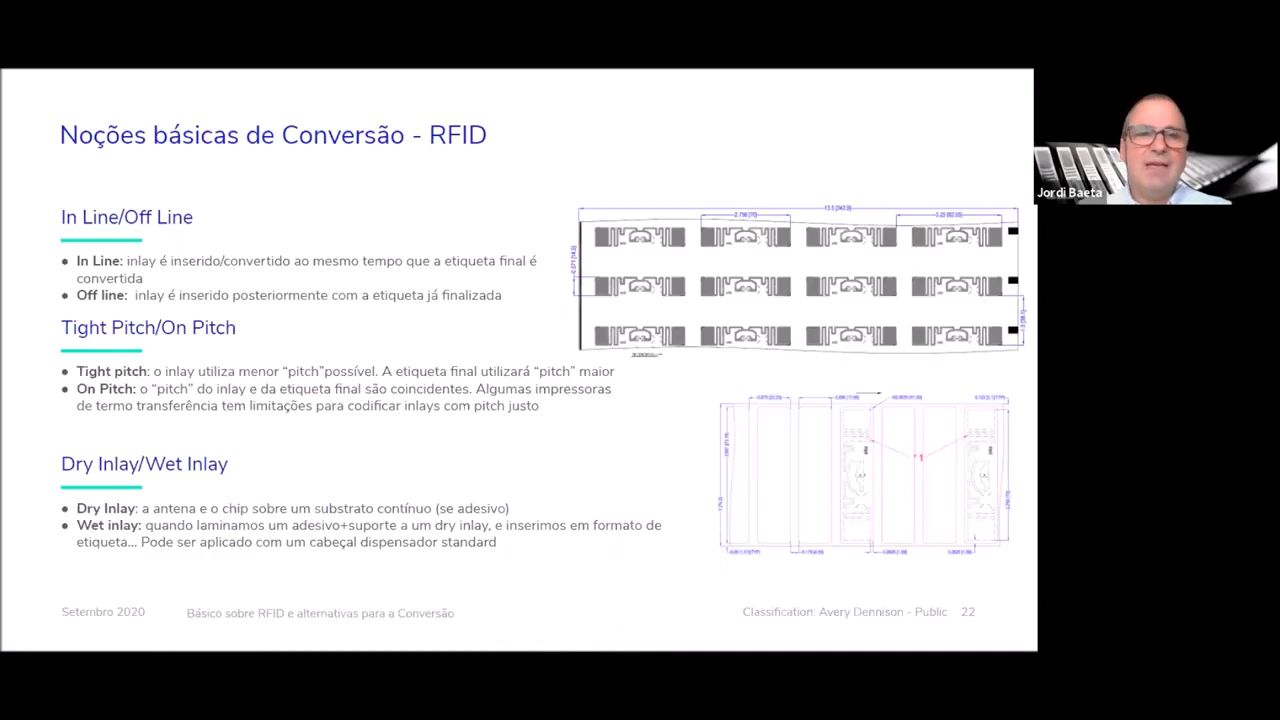 Noções básicas de Conversão - RFID
In Line/Off Line
● In Line: inlay é inserido/convertido ao mesmo tempo que a etiqueta final é
convertida
● Off line: inlay é inserido posteriormente com a etiqueta já finalizada
Tight Pitch/On Pitch
● Tight pitch: o inlay utiliza menor “pitch”possível. A etiqueta final utilizará “pitch” maior
● On Pitch: o “pitch” do inlay e da etiqueta final são coincidentes. Algumas impressoras
de termo transferência tem limitações para codificar inlays com pitch justo
Dry Inlay/Wet Inlay
● Dry Inlay: a antena e o chip sobre um substrato contínuo (se adesivo)
● Wet inlay: quando laminamos um adesivo+suporte a um dry inlay, e inserimos em formato de
etiqueta... Pode ser aplicado com um cabeçal dispensador standard
Jordi Baeta
Setembro 2020
Básico sobre RFID e alternativas para a Conversão
Classification: Avery Dennison - Public 22